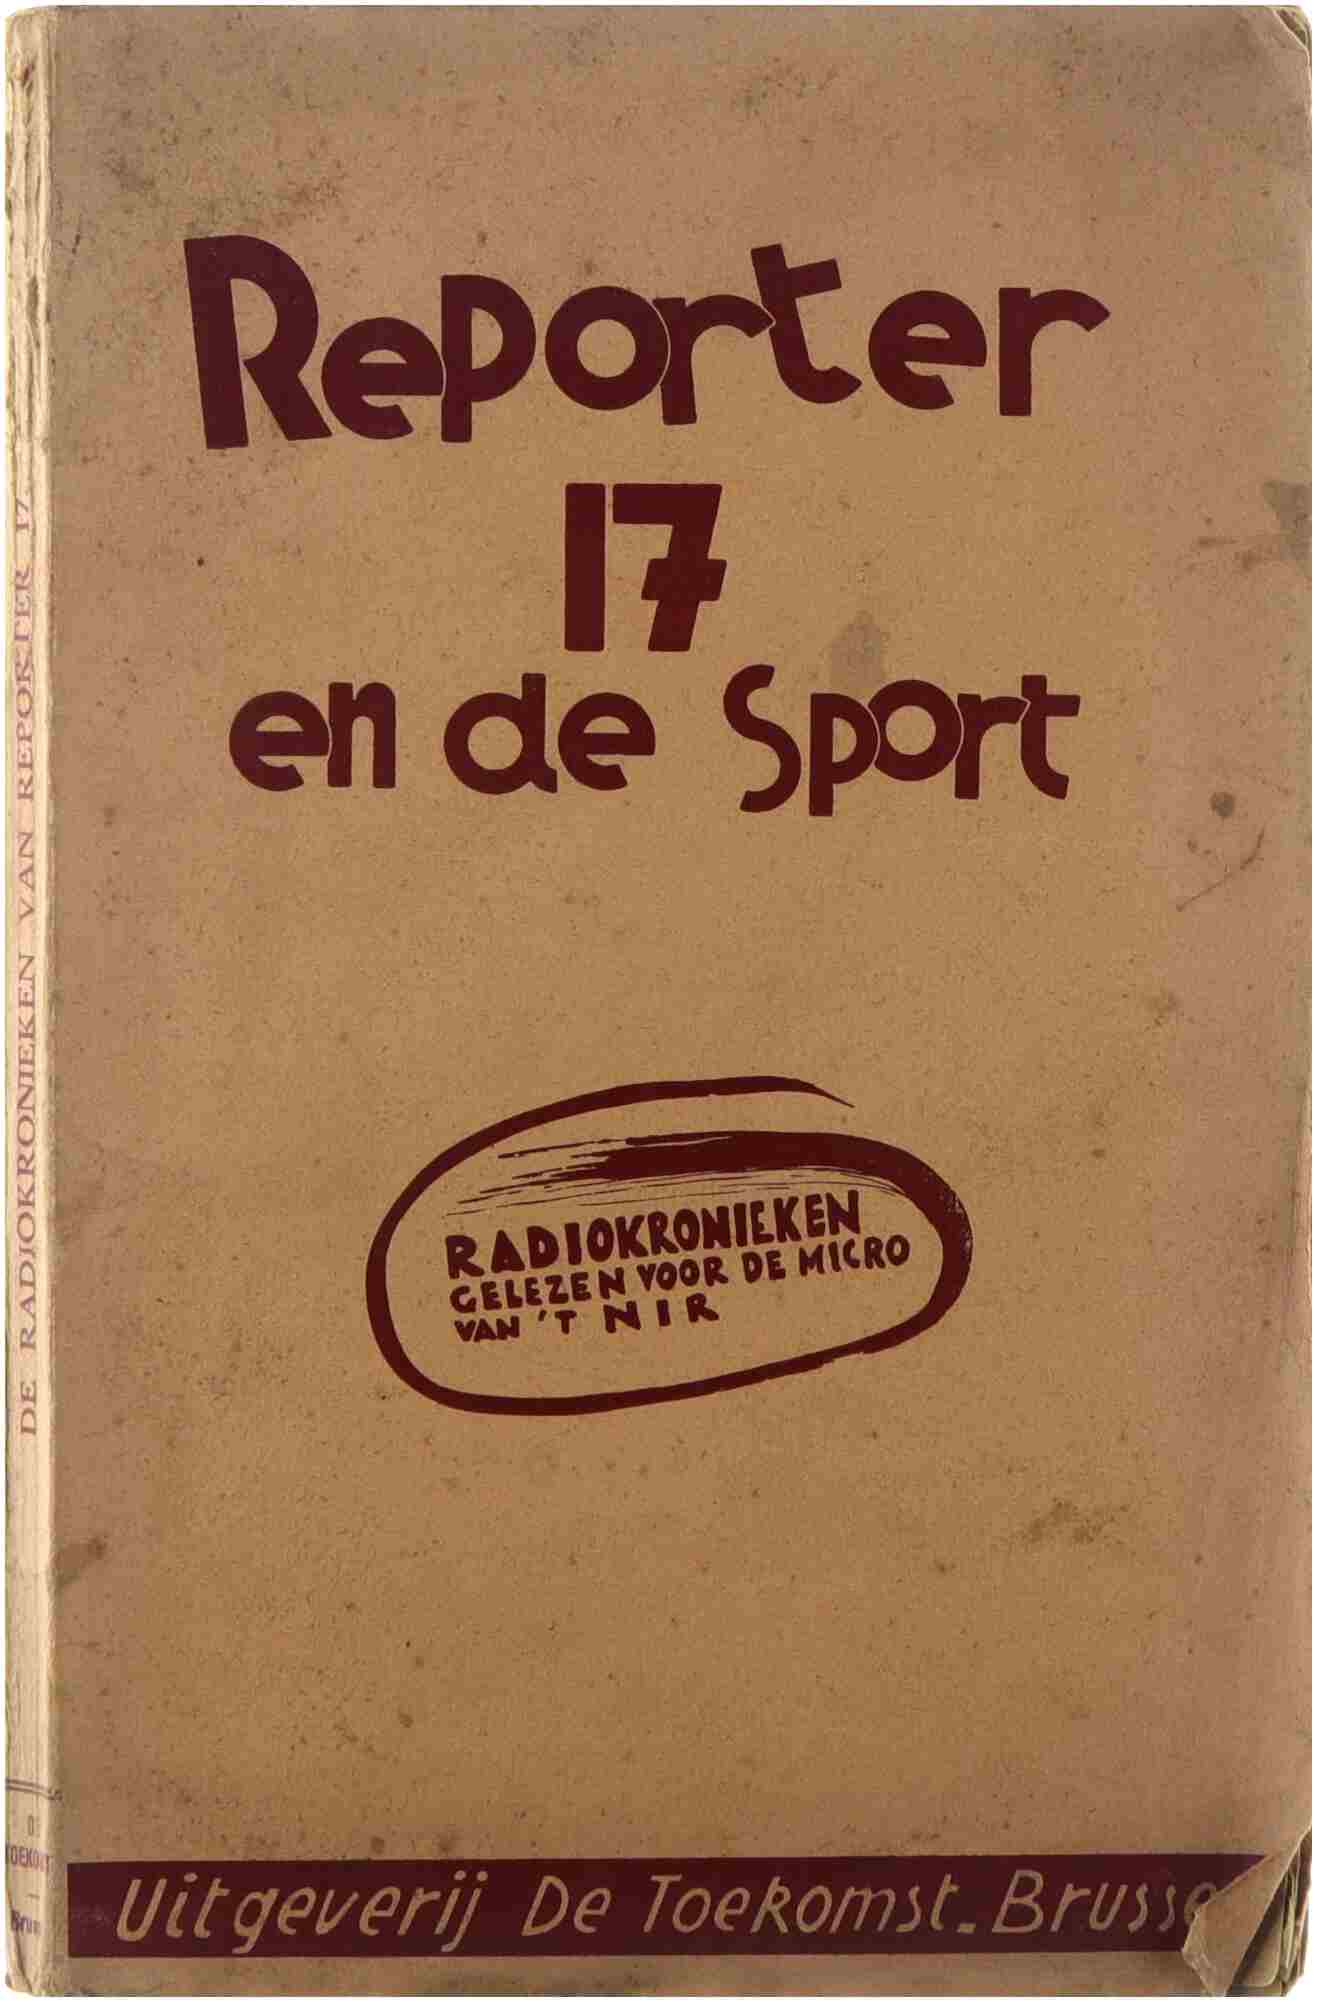 Reporter
17
en de Sport
RADIOKRONIEKEN
GELEZEN VOOR DE MICRO
VAN 'T NIR
Uitgeverij De Toekomst. Brusse
DE RADIOKRONIEKEN VAN REPORTER 17